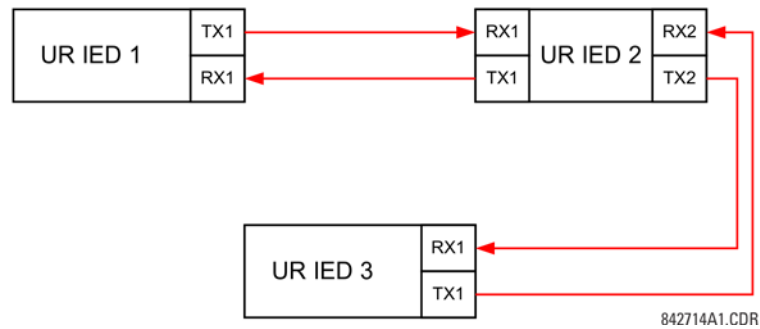 UR IED 1
TX1
RX1
RX1
TX1
UR IED 2
RX2
TX2
UR IED 3
RX1
TX1
842714A1.CDR